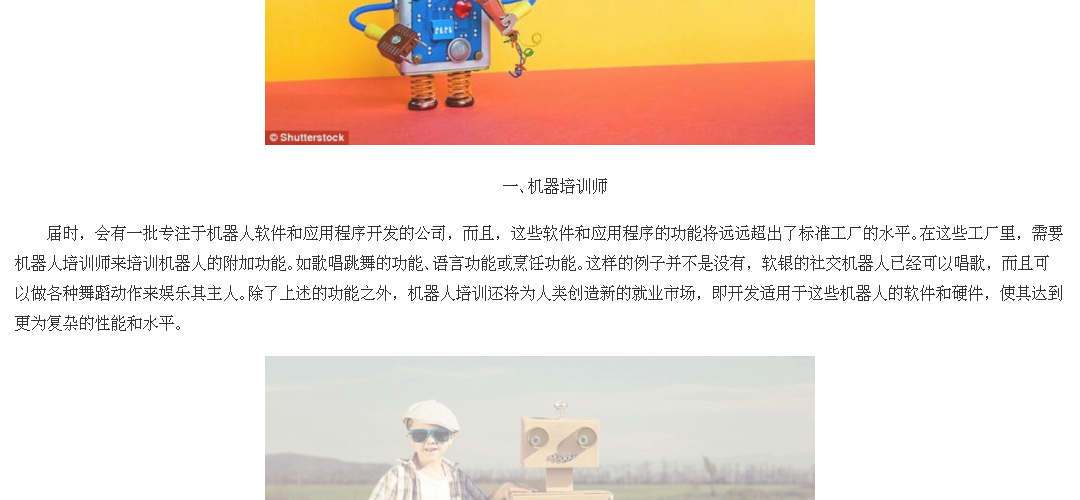 © Shutterstock
一、机器培训师
届时，会有一批专注于机器人软件和应用程序开发的公司，而且，这些软件和应用程序的功能将远远超出了标准工厂的水平。在这些工厂里，需要
机器人培训师来培训机器人的附加功能。如歌唱跳舞的功能、语言功能或烹饪功能。这样的例子并不是没有，软银的社交机器人已经可以唱歌，而且可
以做各种舞蹈动作来娱乐其主人。除了上述的功能之外，机器人培训还将为人类创造新的就业市场，即开发适用于这些机器人的软件和硬件，使其达到
更为复杂的性能和水平。